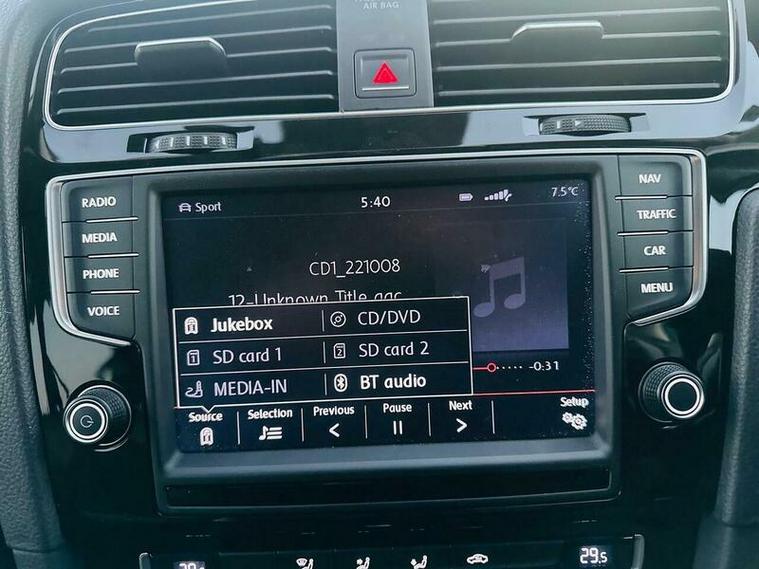 AIR BAG
RADIO
MEDIA
PHONE
VOICE
NAV
TRAFFIC
CAR
MENU
Sport 5:40 7.5°C
CD1_221008
12-Unknown Title.aac
Jukebox CD/DVD
1 SD card 1 2 SD card 2
MEDIA-IN BT audio
-0:31
Source Selection Previous Pause Next Setup
29.5